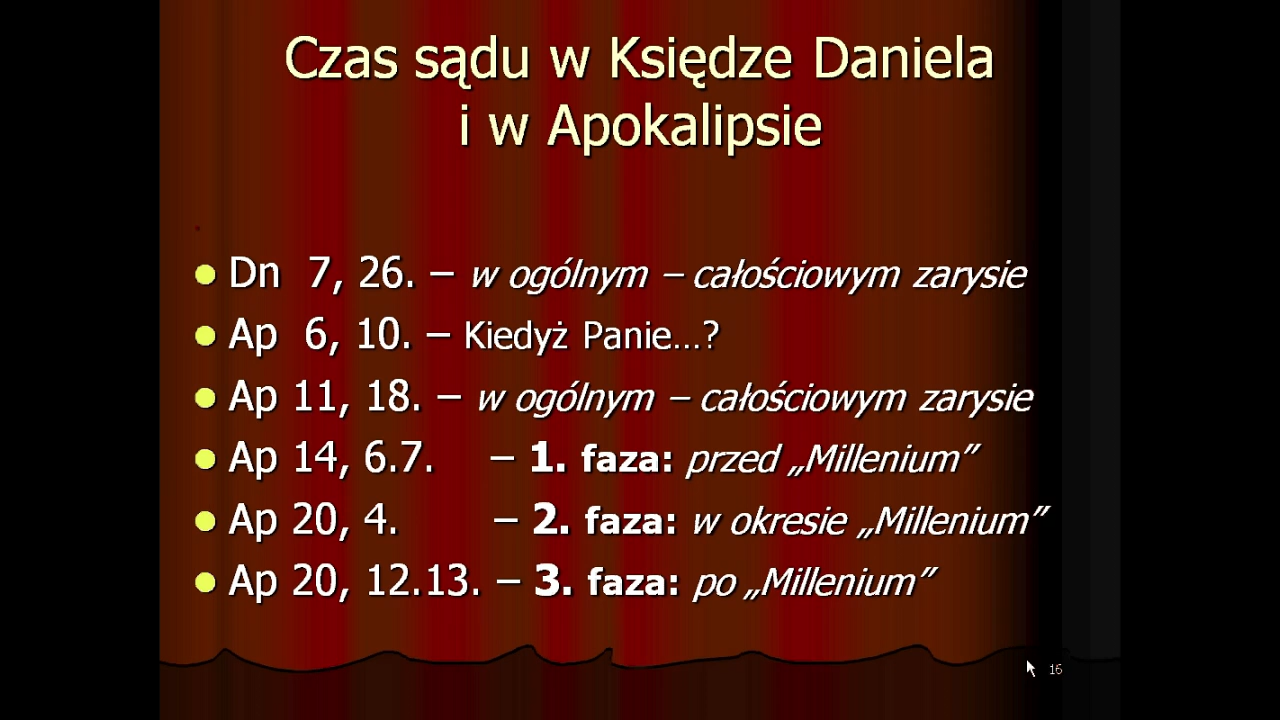 Czas sądu w Księdze Daniela
i w Apokalipsie
Dn 7, 26. – w ogólnym – całościowym zarysie
Ap 6, 10. – Kiedyż Panie...?
Ap 11, 18. – w ogólnym – całościowym zarysie
Ap 14, 6.7. – 1. faza: przed „Millenium”
Ap 20, 4. – 2. faza: w okresie „Millenium”
Ap 20, 12.13. – 3. faza: po „Millenium”
16